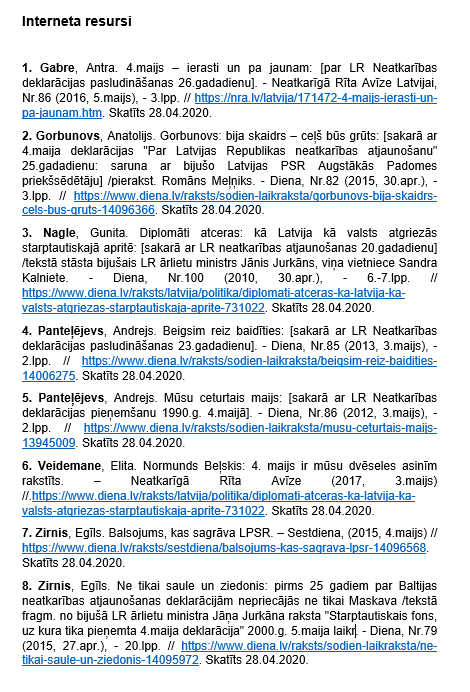 Interneta resursi
1. Gabre, Antra. 4.maijs – ierasti un pa jaunam: [par LR Neatkarības
deklarācijas pasludināšanas 26.gadadienu]. - Neatkarīgā Rīta Avīze Latvijai,
Nr.86 (2016, 5.maijs), - 3.lpp. // https://nra.lv/latvija/171472-4-maijs-ierasti-un-
pa-jaunam.htm. Skatīts 28.04.2020.
2. Gorbunovs, Anatolijs. Gorbunovs: bija skaidrs – ceļš būs grūts: [sakarā ar
4.maija deklarācijas "Par Latvijas Republikas neatkarības atjaunošanu"
25.gadadienu: saruna ar bijušo Latvijas PSR Augstākās Padomes
priekšsēdētāju] /pierakst. Romāns Meļņiks. - Diena, Nr.82 (2015, 30.apr.), -
3.lpp. // https://www.diena.lv/raksts/sodien-laikraksta/gorbunovs-bija-skaidrs-
cels-bus-gruts-14096366. Skatīts 28.04.2020.
3. Nagle, Gunita. Diplomāti atceras: kā Latvija kā valsts atgriezās
starptautiskajā apritē: [sakarā ar LR neatkarības atjaunošanas 20.gadadienu]
/tekstā stāsta bijušais LR ārlietu ministrs Jānis Jurkāns, viņa vietniece Sandra
Kalniete. - Diena, Nr.100 (2010, 30.apr.), - 6.-7.lpp. //
https://www.diena.lv/raksts/latvija/politika/diplomati-atceras-ka-latvija-ka-
valsts-atgriezas-starptautiskaja-aprite-731022. Skatīts 28.04.2020.
4. Panteļējevs, Andrejs. Beigsim reiz baidīties: [sakarā ar LR Neatkarības
deklarācijas pasludināšanas 23.gadadienu]. - Diena, Nr.85 (2013, 3.maijs), -
2.lpp. // https://www.diena.lv/raksts/sodien-laikraksta/beigsim-reiz-baidities-
14006275. Skatīts 28.04.2020.
5. Panteļējevs, Andrejs. Mūsu ceturtais maijs: [sakarā ar LR Neatkarības
deklarācijas pieņemšanu 1990.g. 4.maijā]. - Diena, Nr.86 (2012, 3.maijs), -
2.lpp. // https://www.diena.lv/raksts/sodien-laikraksta/musu-ceturtais-maijs-
13945009. Skatīts 28.04.2020.
6. Veidemane, Elita. Normunds Beļskis: 4. maijs ir mūsu dvēseles asinīm
rakstīts. – Neatkarīgā Rīta Avīze (2017, 3.maijs)
//.https://www.diena.lv/raksts/latvija/politika/diplomati-atceras-ka-latvija-ka-
valsts-atgriezas-starptautiskaja-aprite-731022. Skatīts 28.04.2020.
7. Zirnis, Egīls. Balsojums, kas sagrāva LPSR. – Sestdiena, (2015, 4.maijs) //
https://www.diena.lv/raksts/sestdiena/balsojums-kas-sagrava-lpsr-14096568.
Skatīts 28.04.2020.
8. Zirnis, Egīls. Ne tikai saule un ziedonis: pirms 25 gadiem par Baltijas
neatkarības atjaunošanas deklarācijām nepriecājās ne tikai Maskava /tekstā
fragm. no bijušā LR ārlietu ministra Jāņa Jurkāna raksta "Starptautiskais fons,
uz kura tika pieņemta 4.maija deklarācija" 2000.g. 5.maija laikr. - Diena, Nr.79
(2015, 27.apr.), - 20.lpp. // https://www.diena.lv/raksts/sodien-laikraksta/ne-
tikai-saule-un-ziedonis-14095972. Skatīts 28.04.2020.